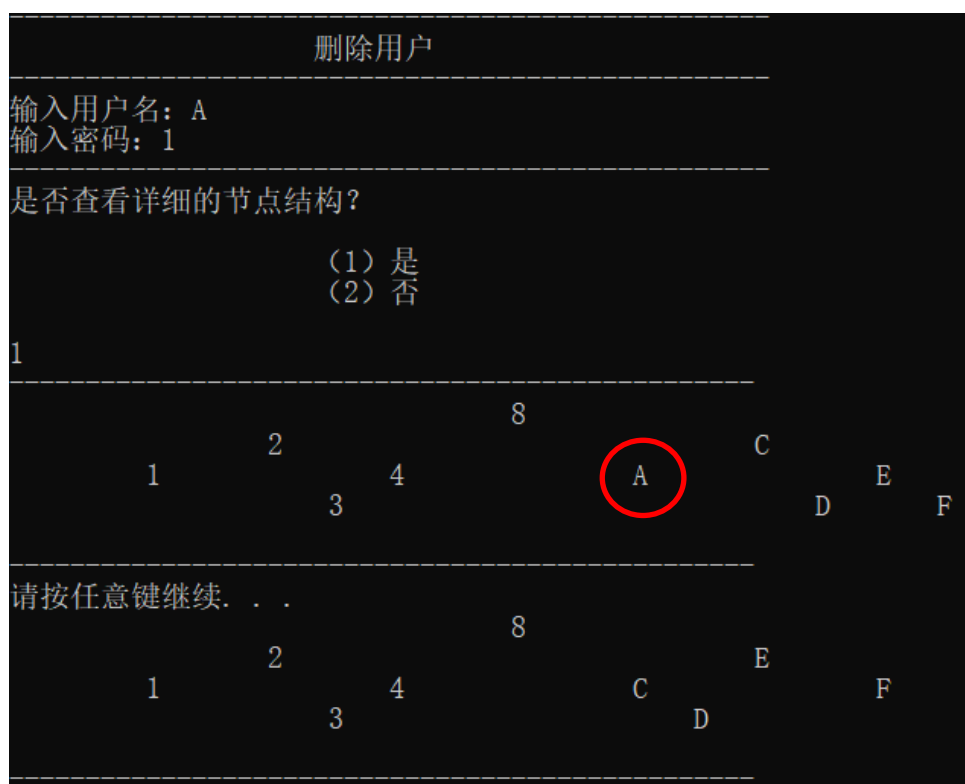 删除用户
输入用户名：A
输入密码：1
是否查看详细的节点结构？
（1）是
（2）否
1
8
2 C
1 4 A E
3 D F
请按任意键继续. . .
8
2 E
1 4 C F
3 D